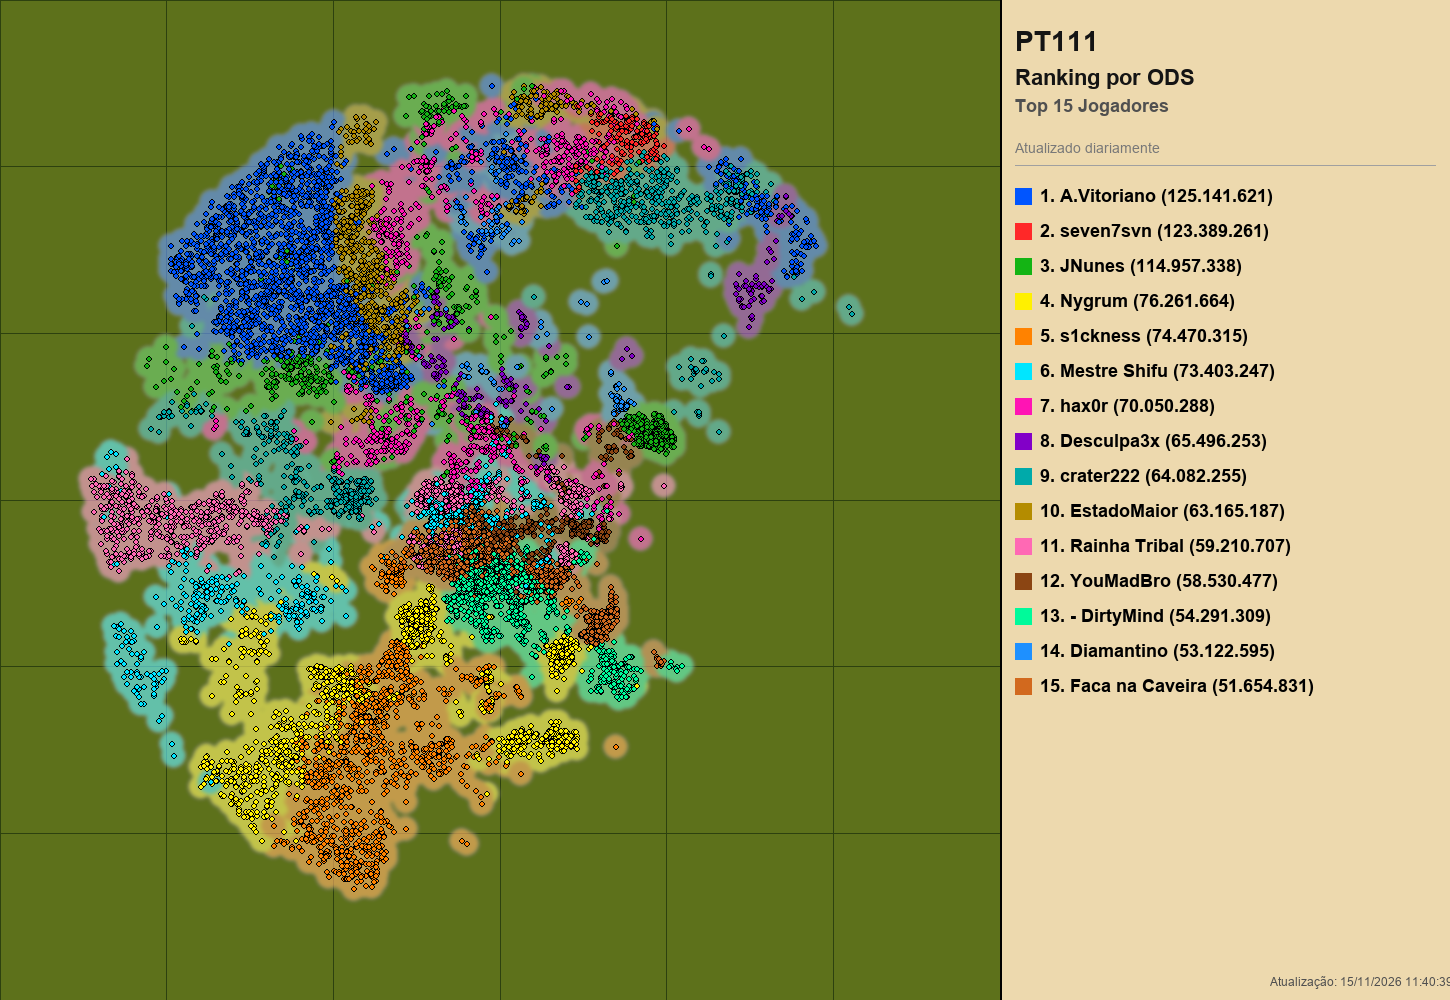 PT111
Ranking por ODS
Top 15 Jogadores
Atualizado diariamente
1. A.Vitoriano (125.141.621)
2. seven7svn (123.389.261)
3. JNunes (114.957.338)
4. Nygrum (76.261.664)
5. s1ckness (74.470.315)
6. Mestre Shifu (73.403.247)
7. hax0r (70.050.288)
8. Desculpa3x (65.496.253)
9. crater222 (64.082.255)
10. EstadoMaior (63.165.187)
11. Rainha Tribal (59.210.707)
12. YouMadBro (58.530.477)
13. - DirtyMind (54.291.309)
14. Diamantino (53.122.595)
15. Faca na Caveira (51.654.831)
Atualização: 15/11/2026 11:40:39